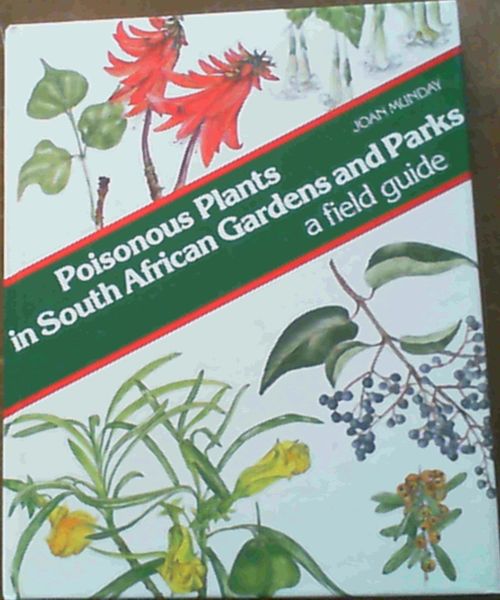 JOAN MUNDAY
Poisonous Plants
in South African Gardens and Parks
a field guide